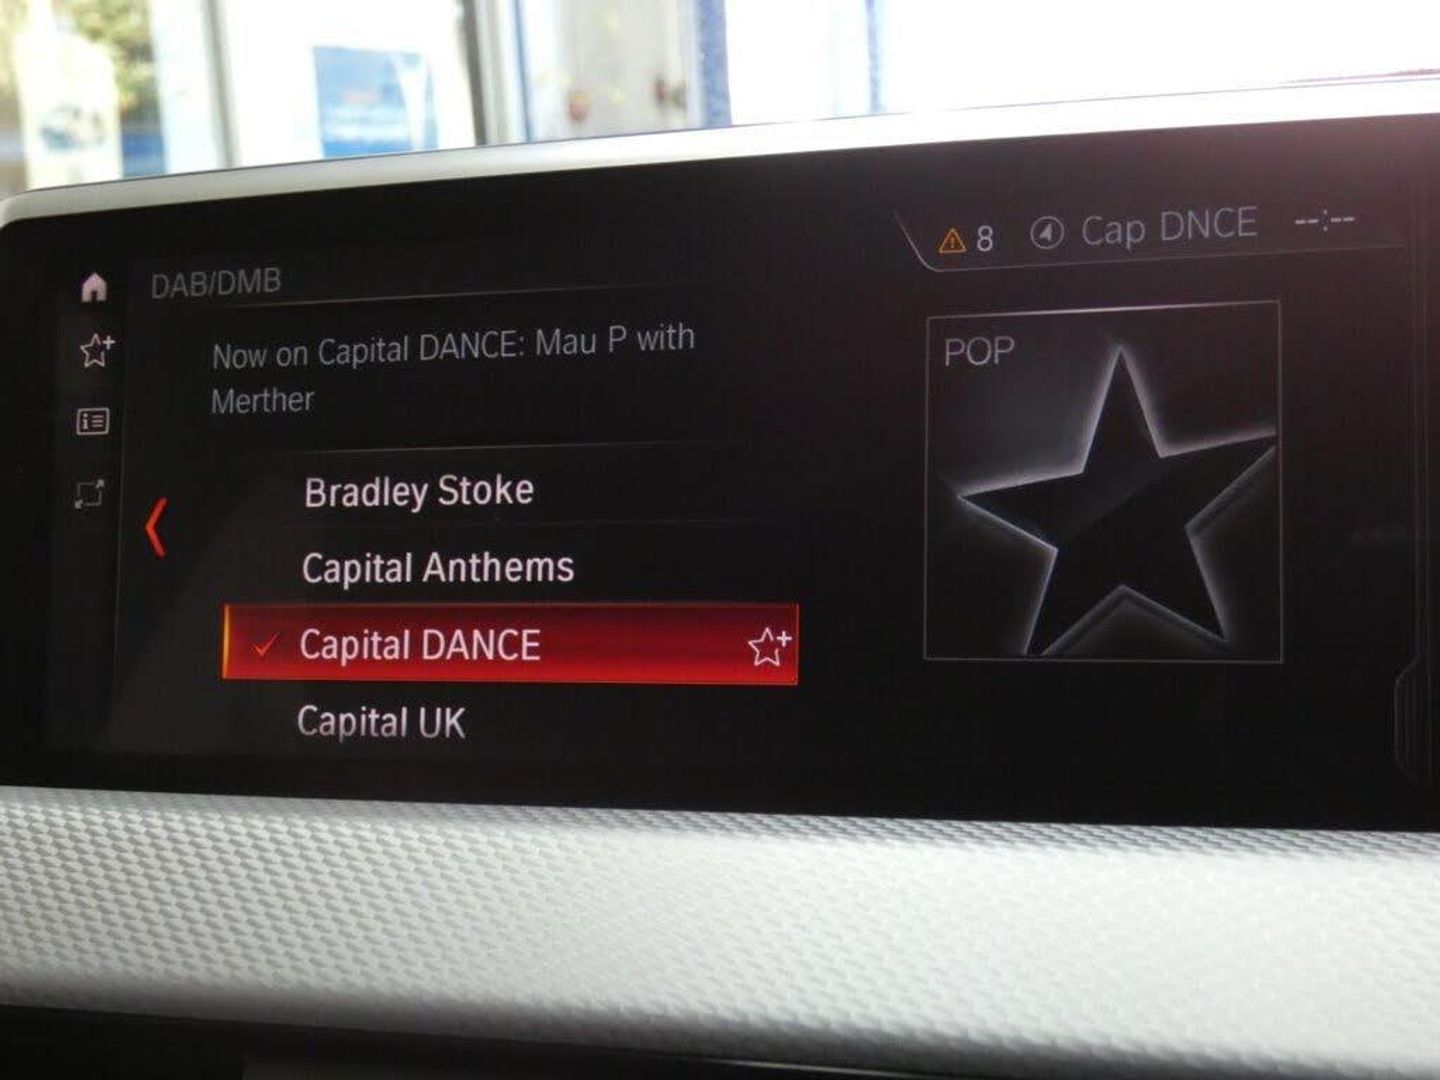 DAB/DMB
8 Cap DNCE --:--
Now on Capital DANCE: Mau P with
Merther
POP
Bradley Stoke
Capital Anthems
Capital DANCE
Capital UK